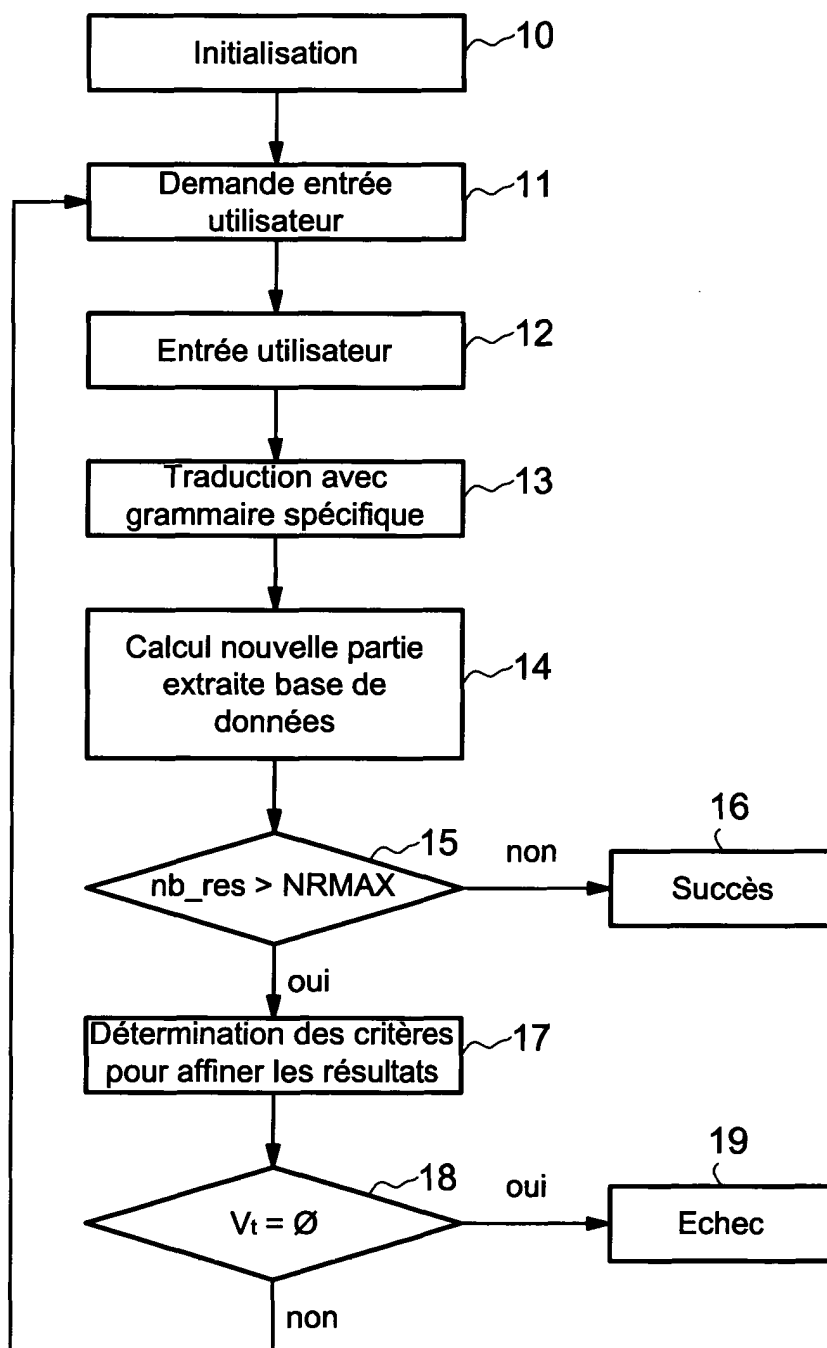 Initialisation
10
Demande entrée
utilisateur
11
Entrée utilisateur
12
Traduction avec
grammaire spécifique
13
Calcul nouvelle partie
extraite base de
données
14
nb_res > NRMAX
15
non
16
Succès
oui
Détermination des critères
pour affiner les résultats
17
Vt = Ø
18
oui
19
Echec
non